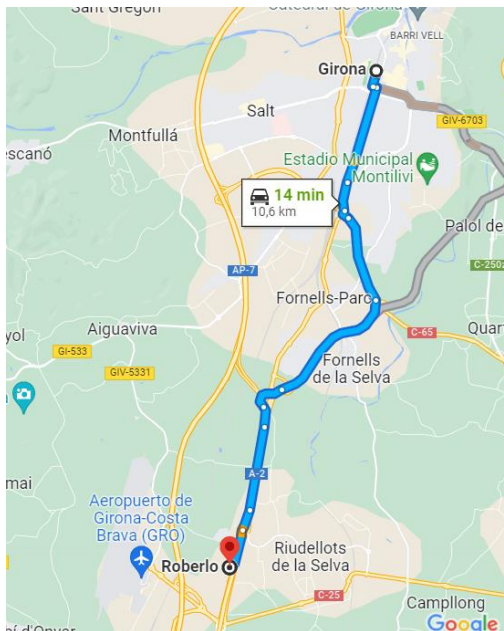 Sant Gregori
Catedral de Girona
BARRI VELL
Girona
Salt
GIV-6703
Montfullá
escanó
Estadio Municipal
Montilivi
14 min
10,6 km
Palol de
AP-7
C-250
Fornells-Parc
yol
Aiguaviva
C-65
Quart
GI-533
GIV-5331
Fornells
de la Selva
mai
A-2
Aeropuerto de
Girona-Costa
Brava (GRO)
Roberlo
Riudellots
de la Selva
C-25
Campllong
Google